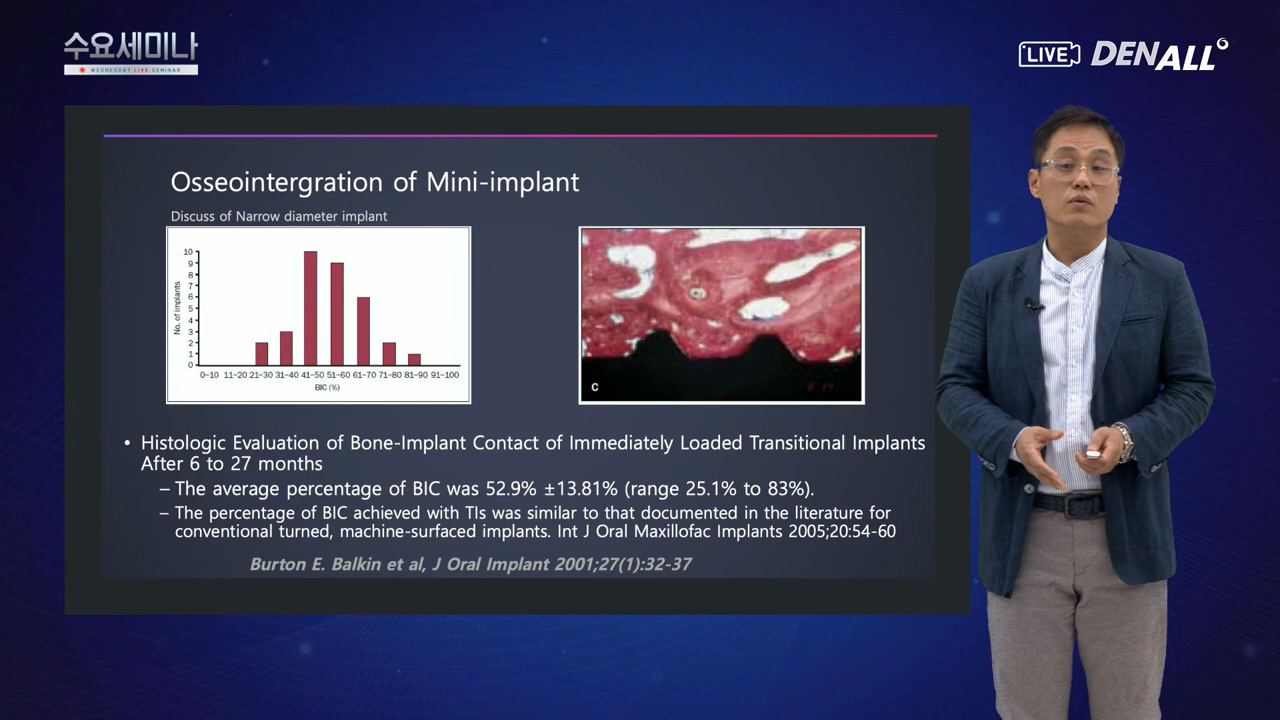 수요세미나
WEDNESDAY LIVE SEMINAR
LIVE
DENALL
Osseointergration of Mini-implant
Discuss of Narrow diameter implant
No. of implants
10
9
8
7
6
5
4
3
2
1
0
0–10 11–20 21–30 31–40 41–50 51–60 61–70 71–80 81–90 91–100
BIC (%)
C
• Histologic Evaluation of Bone-Implant Contact of Immediately Loaded Transitional Implants
After 6 to 27 months
– The average percentage of BIC was 52.9% ±13.81% (range 25.1% to 83%).
– The percentage of BIC achieved with TIs was similar to that documented in the literature for
conventional turned, machine-surfaced implants. Int J Oral Maxillofac Implants 2005;20:54-60
Burton E. Balkin et al, J Oral Implant 2001;27(1):32-37